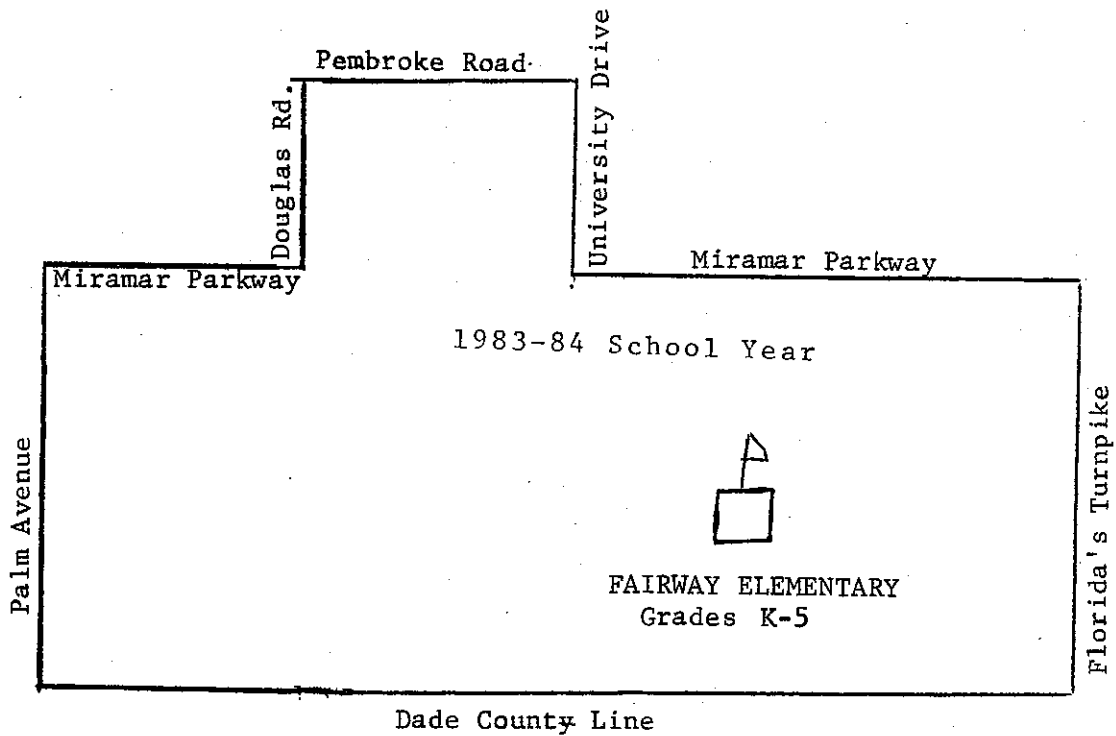 Pembroke Road
University Drive
Douglas Rd.
Miramar Parkway
Miramar Parkway
1983-84 School Year
Palm Avenue
Florida's Turnpike
FAIRWAY ELEMENTARY
Grades K-5
Dade County Line